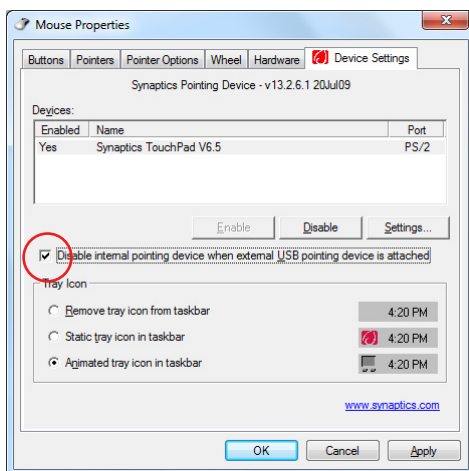 Mouse Properties
Buttons Pointers Pointer Options Wheel Hardware Device Settings
Synaptics Pointing Device - v13.2.6.1 20Jul09
Devices:
Enabled Name Port
Yes Synaptics TouchPad V6.5 PS/2
Enable Disable Settings...
Disable internal pointing device when external USB pointing device is attached
Tray Icon
Remove tray icon from taskbar 4:20 PM
Static tray icon in taskbar 4:20 PM
Animated tray icon in taskbar 4:20 PM
www.synaptics.com
OK Cancel Apply